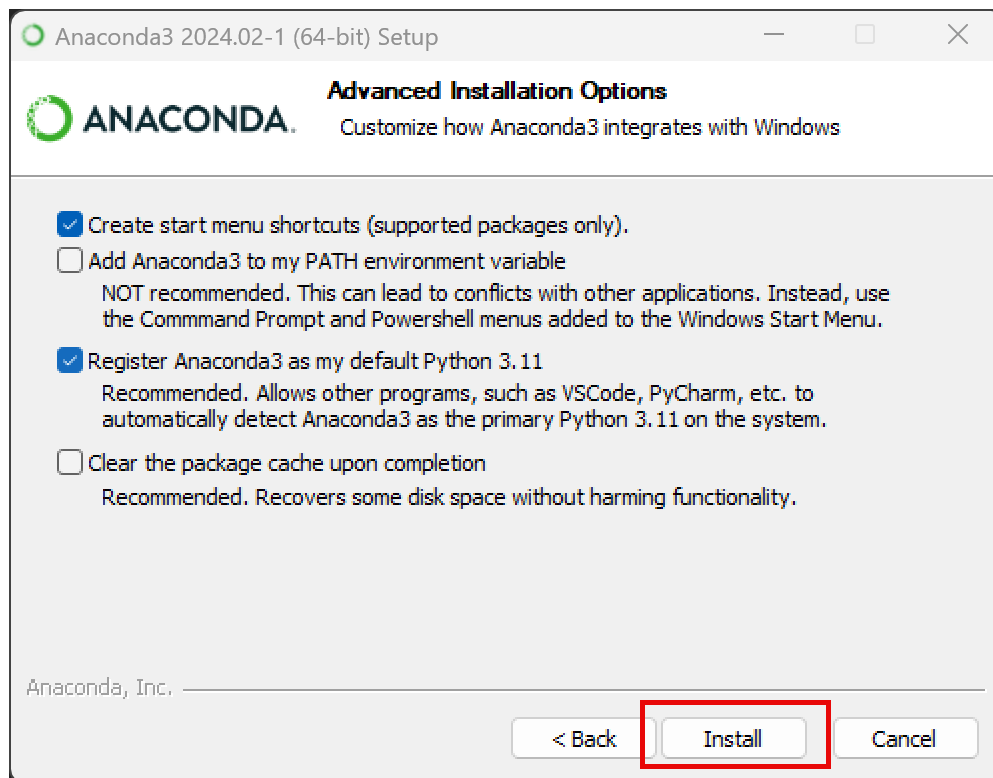 Anaconda3 2024.02-1 (64-bit) Setup
ANACONDA.
Advanced Installation Options
Customize how Anaconda3 integrates with Windows
Create start menu shortcuts (supported packages only).
Add Anaconda3 to my PATH environment variable
NOT recommended. This can lead to conflicts with other applications. Instead, use
the Commmand Prompt and Powershell menus added to the Windows Start Menu.
Register Anaconda3 as my default Python 3.11
Recommended. Allows other programs, such as VSCode, PyCharm, etc. to
automatically detect Anaconda3 as the primary Python 3.11 on the system.
Clear the package cache upon completion
Recommended. Recovers some disk space without harming functionality.
Anaconda, Inc.
< Back
Install
Cancel